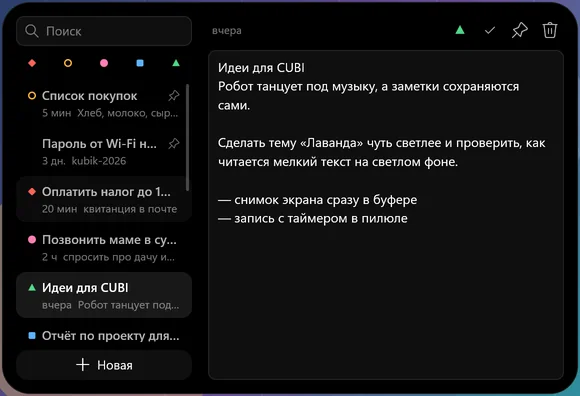 Поиск
Список покупок
5 мин Хлеб, молоко, сыр...
Пароль от Wi-Fi н...
3 дн. kubik-2026
Оплатить налог до 1...
20 мин квитанция в почте
Позвонить маме в су...
2 ч спросить про дачу и...
Идеи для CUBI
вчера Робот танцует под...
Отчёт по проекту для...
Новая
вчера
Идеи для CUBI
Робот танцует под музыку, а заметки сохраняются
сами.
Сделать тему «Лаванда» чуть светлее и проверить, как
читается мелкий текст на светлом фоне.
— снимок экрана сразу в буфере
— запись с таймером в пилюле